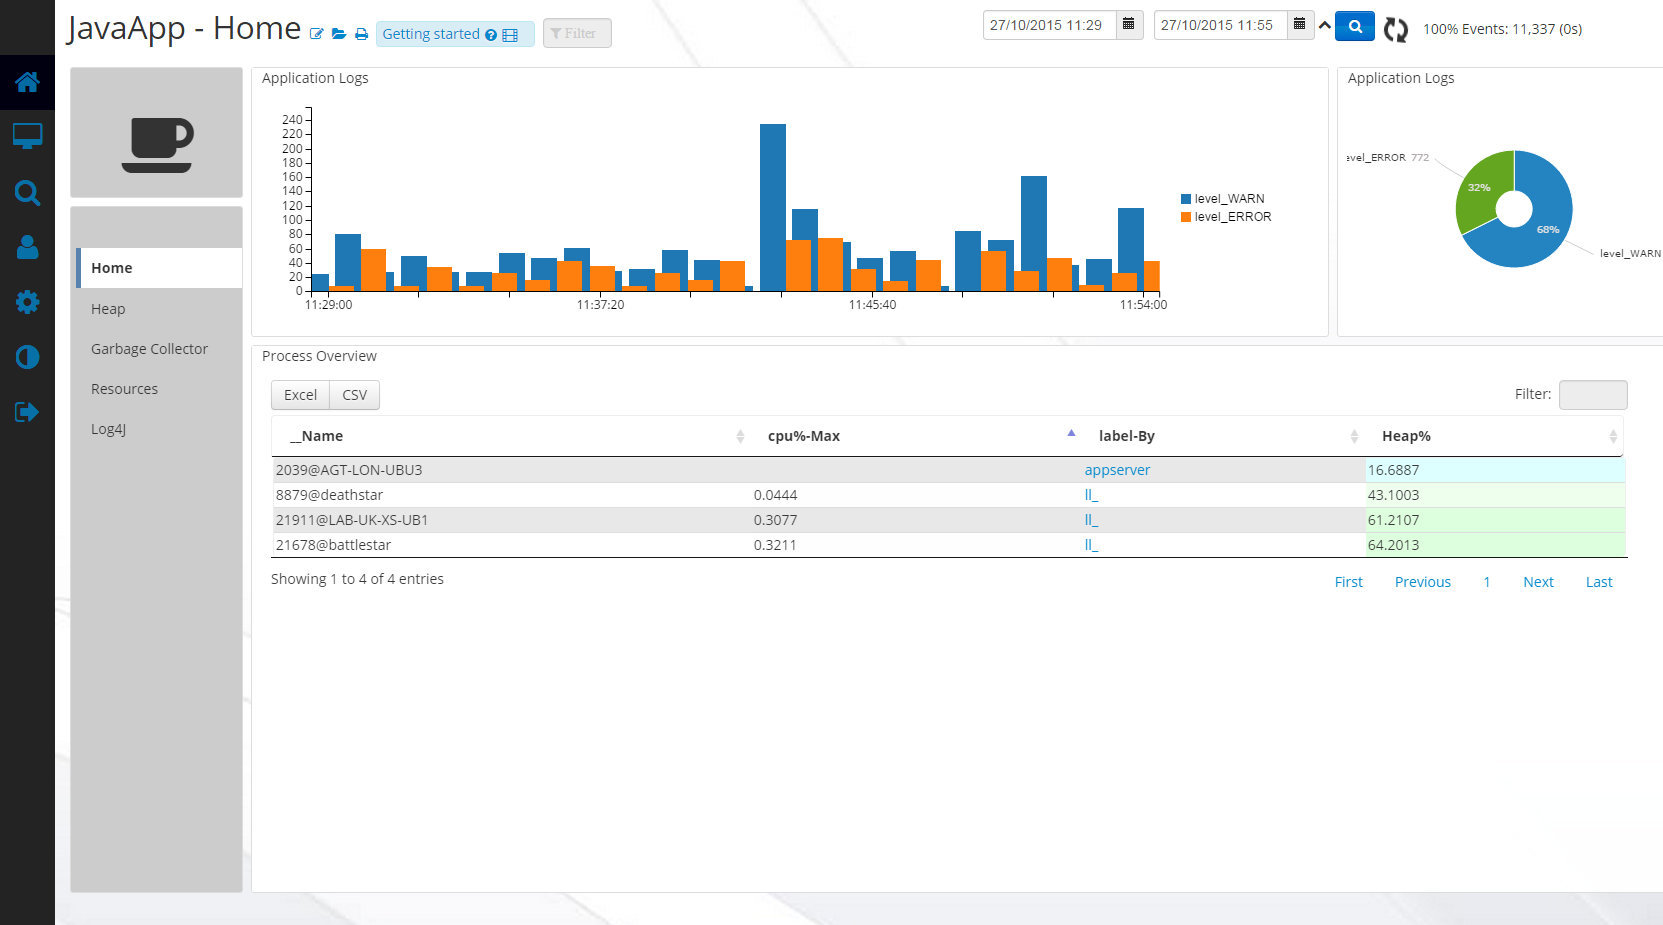 JavaApp - Home Getting started Filter 27/10/2015 11:29 27/10/2015 11:55 100% Events: 11,337 (0s)
Home
Heap
Garbage Collector
Resources
Log4J
Application Logs
240
220
200
180
160
140
120
100
80
60
40
20
0
11:29:00 11:37:20 11:45:40 11:54:00
level_WARN
level_ERROR
Application Logs
evel_ERROR 772
32%
68%
level_WARN
Process Overview
Excel CSV Filter:
__Name cpu%-Max label-By Heap%
2039@AGT-LON-UBU3 appserver 16.6887
8879@deathstar 0.0444 ll_ 43.1003
21911@LAB-UK-XS-UB1 0.3077 ll_ 61.2107
21678@battlestar 0.3211 ll_ 64.2013
Showing 1 to 4 of 4 entries First Previous 1 Next Last